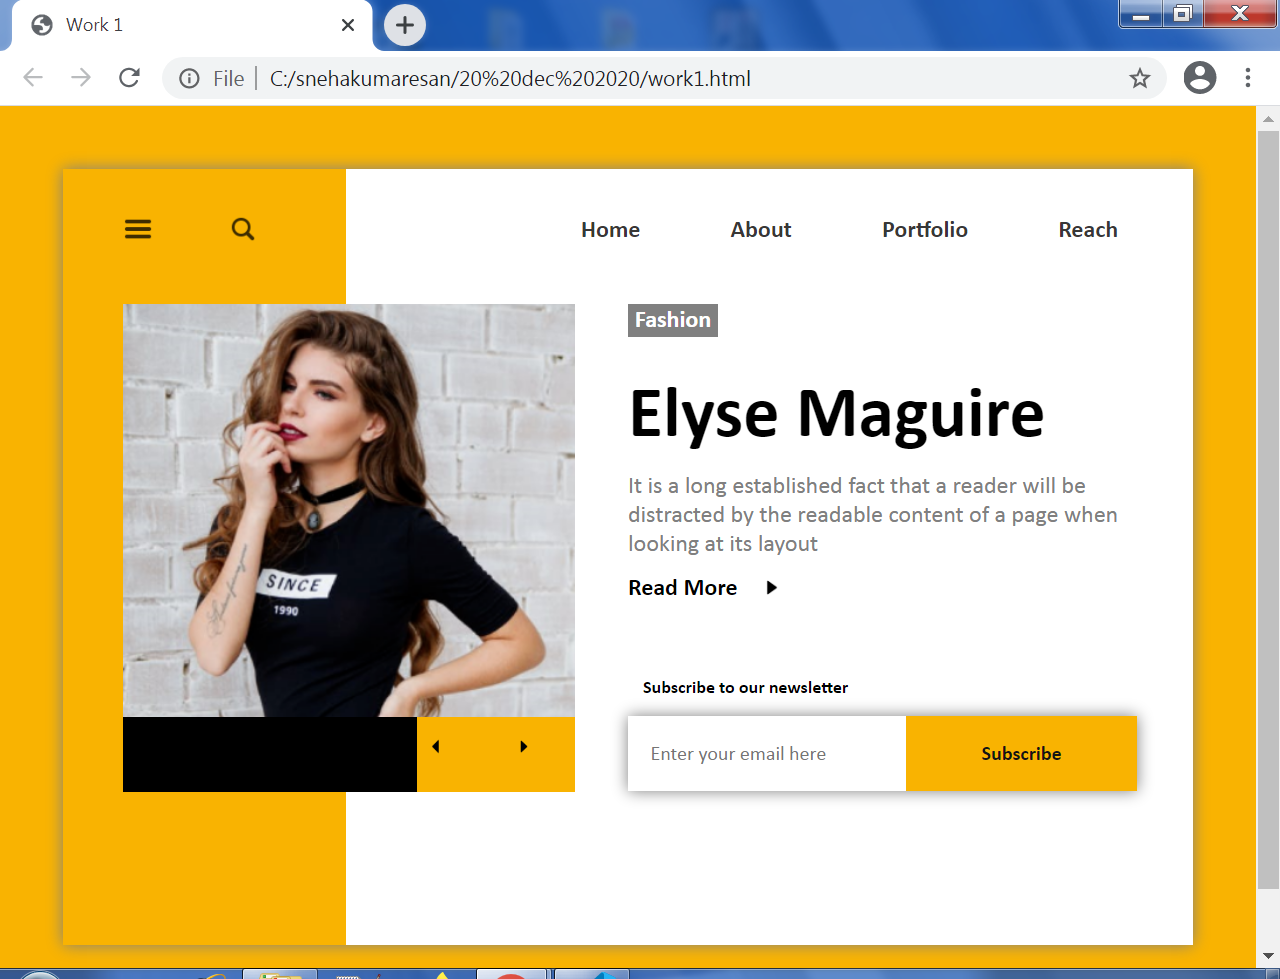 Work 1
File
C:/snehakumaresan/20%20dec%202020/work1.html
Home
About
Portfolio
Reach
Fashion
Elyse Maguire
It is a long established fact that a reader will be
distracted by the readable content of a page when
looking at its layout
Read More
SINCE
1990
Subscribe to our newsletter
Enter your email here
Subscribe